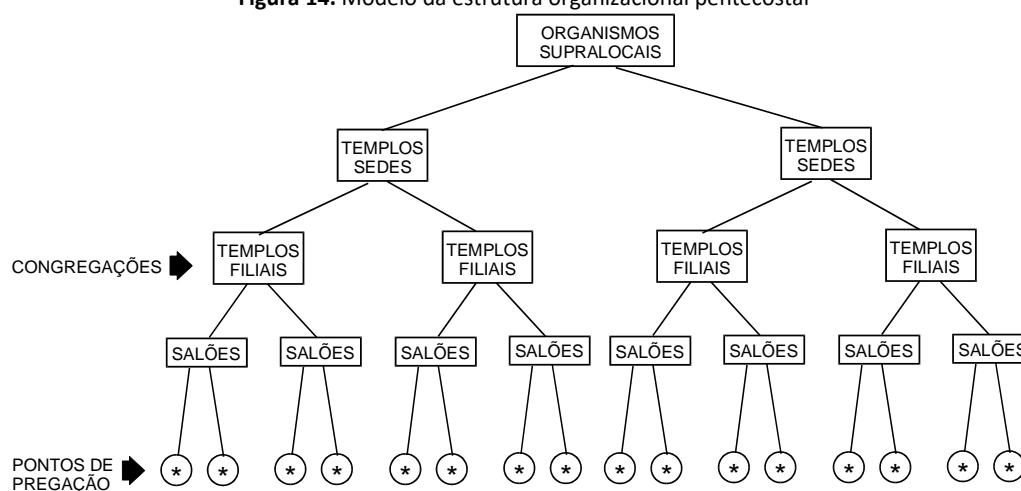 Figura 14. Modelo da estrutura organizacional pentecostal
ORGANISMOS
SUPRALOCAIS
TEMPLOS
SEDES
TEMPLOS
SEDES
CONGREGAÇÕES
TEMPLOS
FILIAIS
TEMPLOS
FILIAIS
TEMPLOS
FILIAIS
TEMPLOS
FILIAIS
SALÕES
SALÕES
SALÕES
SALÕES
SALÕES
SALÕES
SALÕES
SALÕES
PONTOS DE
PREGAÇÃO
* * * * * * * * * * * * * * * *